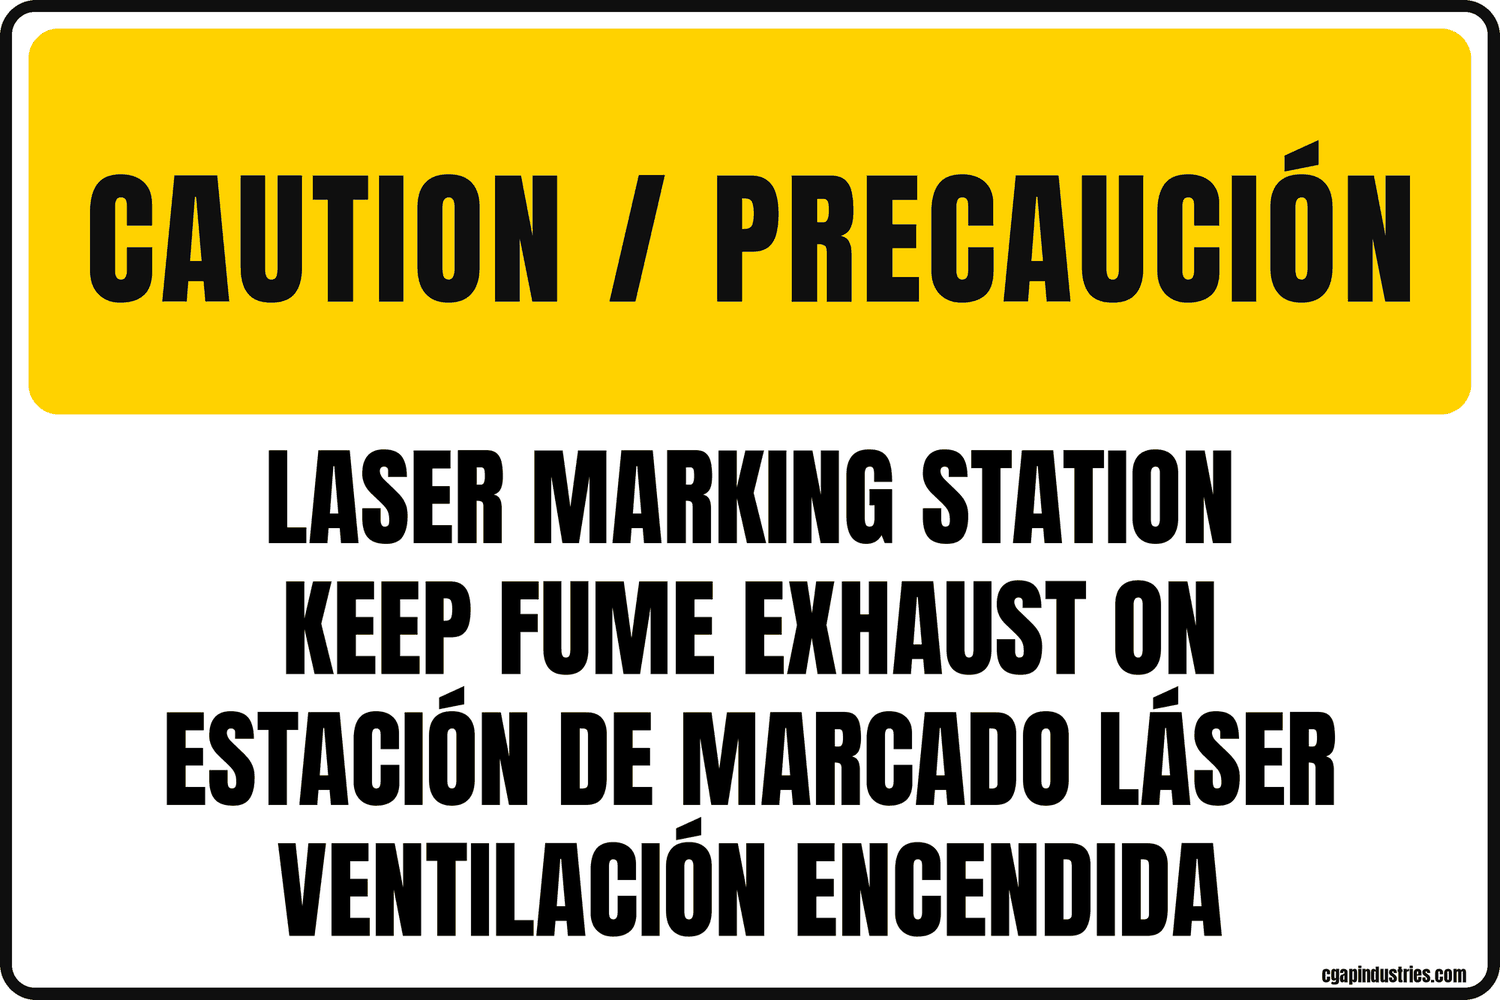 CAUTION / PRECAUCIÓN
LASER MARKING STATION
KEEP FUME EXHAUST ON
ESTACIÓN DE MARCADO LÁSER
VENTILACIÓN ENCENDIDA
cgapindustries.com